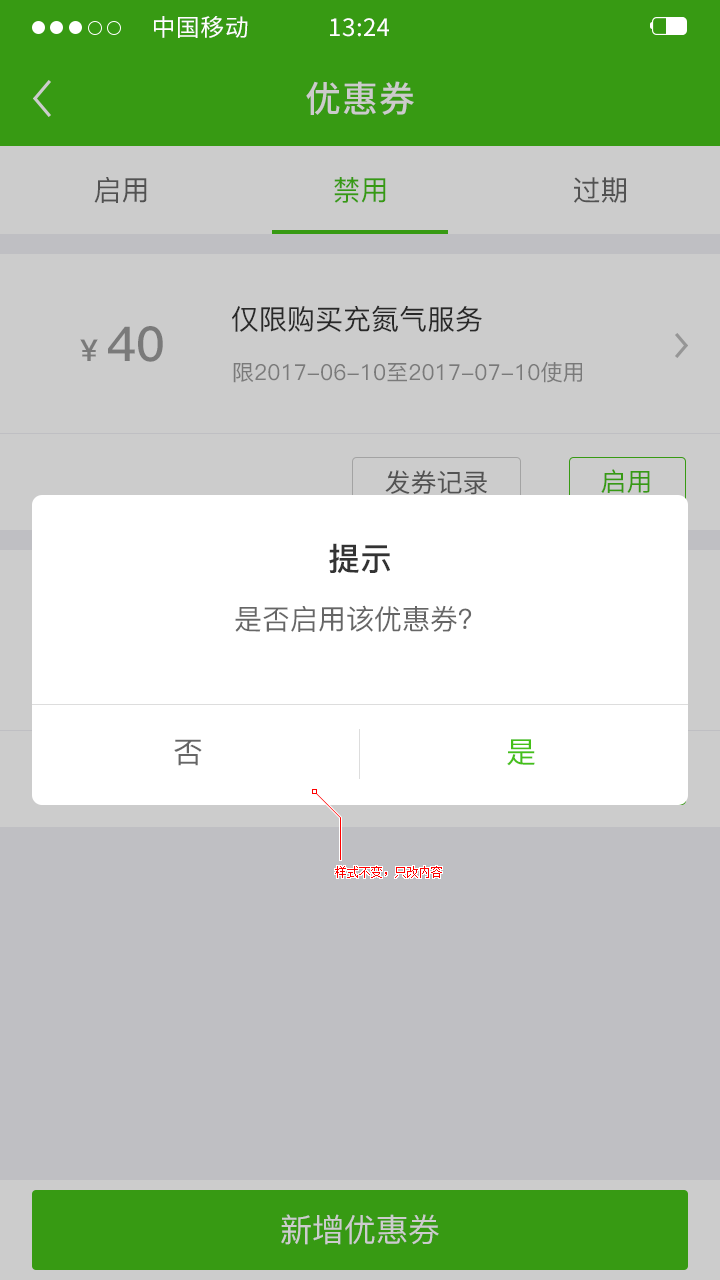 中国移动 13:24
优惠券
启用 禁用 过期
仅限购买充氮气服务
¥ 40
限2017-06-10至2017-07-10使用
发券记录 启用
提示
是否启用该优惠券?
否 是
样式不变，只改内容
新增优惠券